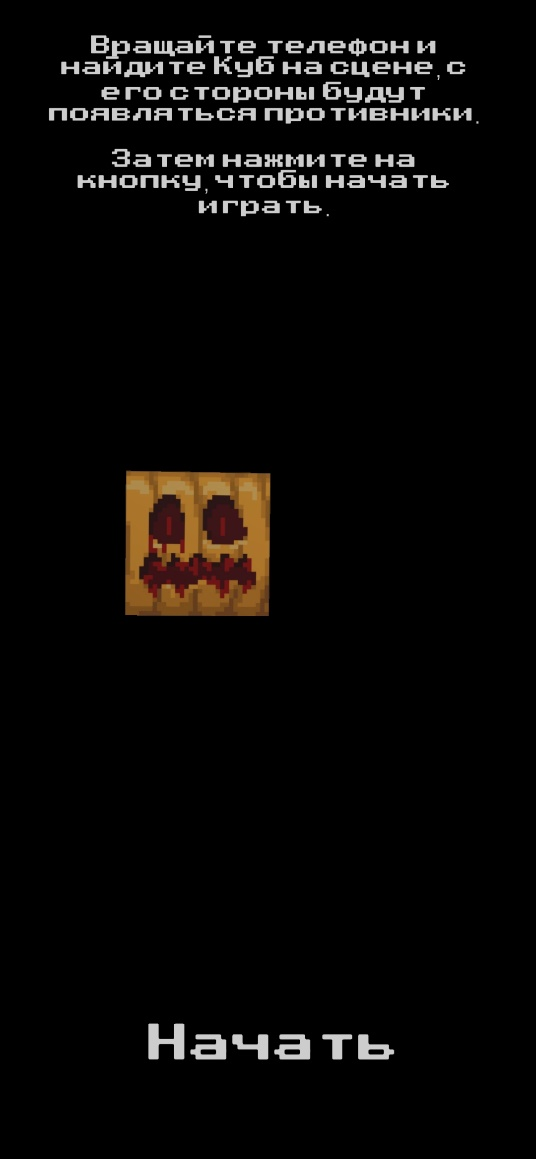 Вращайте телефон и
найдите Куб на сцене, с
его стороны будут
появляться противники.
Затем нажмите на
кнопку, чтобы начать
играть.
Начать